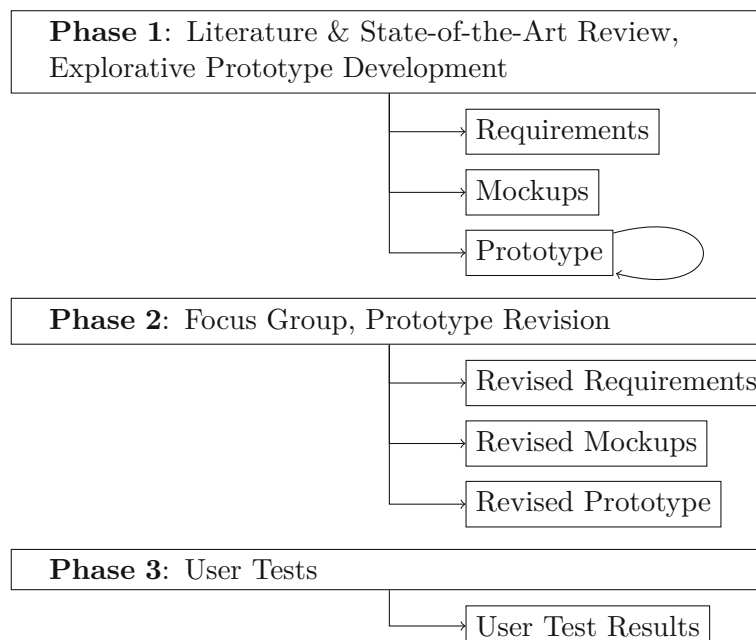 Phase 1: Literature & State-of-the-Art Review,
Explorative Prototype Development
Requirements
Mockups
Prototype
Phase 2: Focus Group, Prototype Revision
Revised Requirements
Revised Mockups
Revised Prototype
Phase 3: User Tests
User Test Results